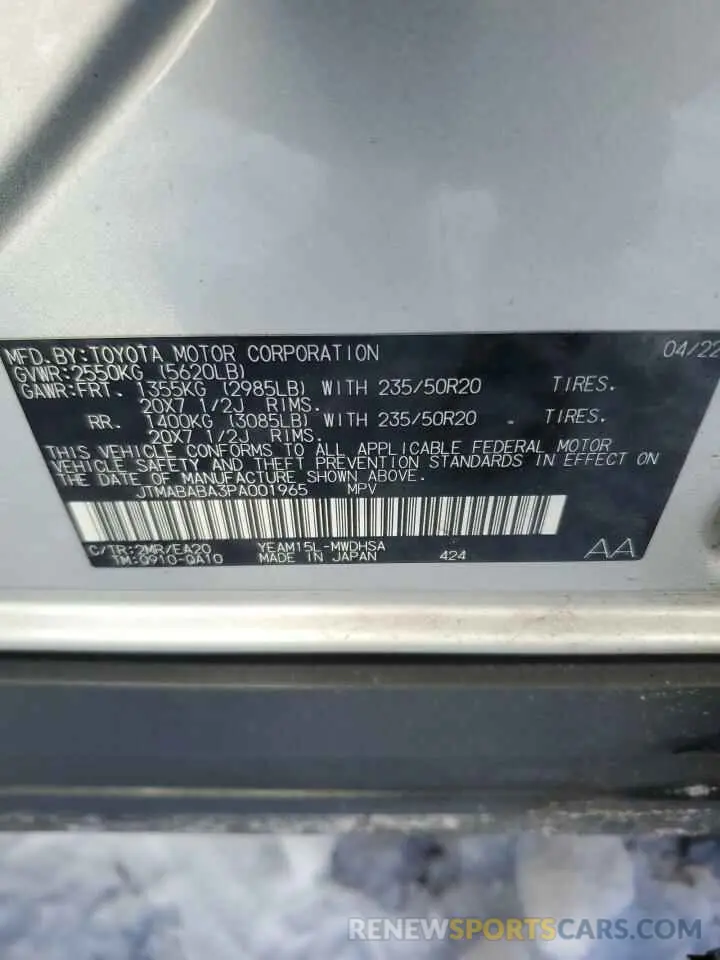 MFD.BY:TOYOTA MOTOR CORPORATION 04/22
GVWR:2550KG (5620LB)
GAWR:FRT. 1355KG (2985LB) WITH 235/50R20 TIRES.
20X7 1/2J RIMS.
RR. 1400KG (3085LB) WITH 235/50R20 . TIRES.
20X7 1/2J RIMS.
THIS VEHICLE CONFORMS TO ALL APPLICABLE FEDERAL MOTOR
VEHICLE SAFETY AND THEFT PREVENTION STANDARDS IN EFFECT ON
THE DATE OF MANUFACTURE SHOWN ABOVE.
JTMABABA3PA001965 MPV
C/TR:2MR/EA20 YEAM15L-MWDHSA AA
TM:Q910-QA10 MADE IN JAPAN 424
RENEWSPORTSCARS.COM